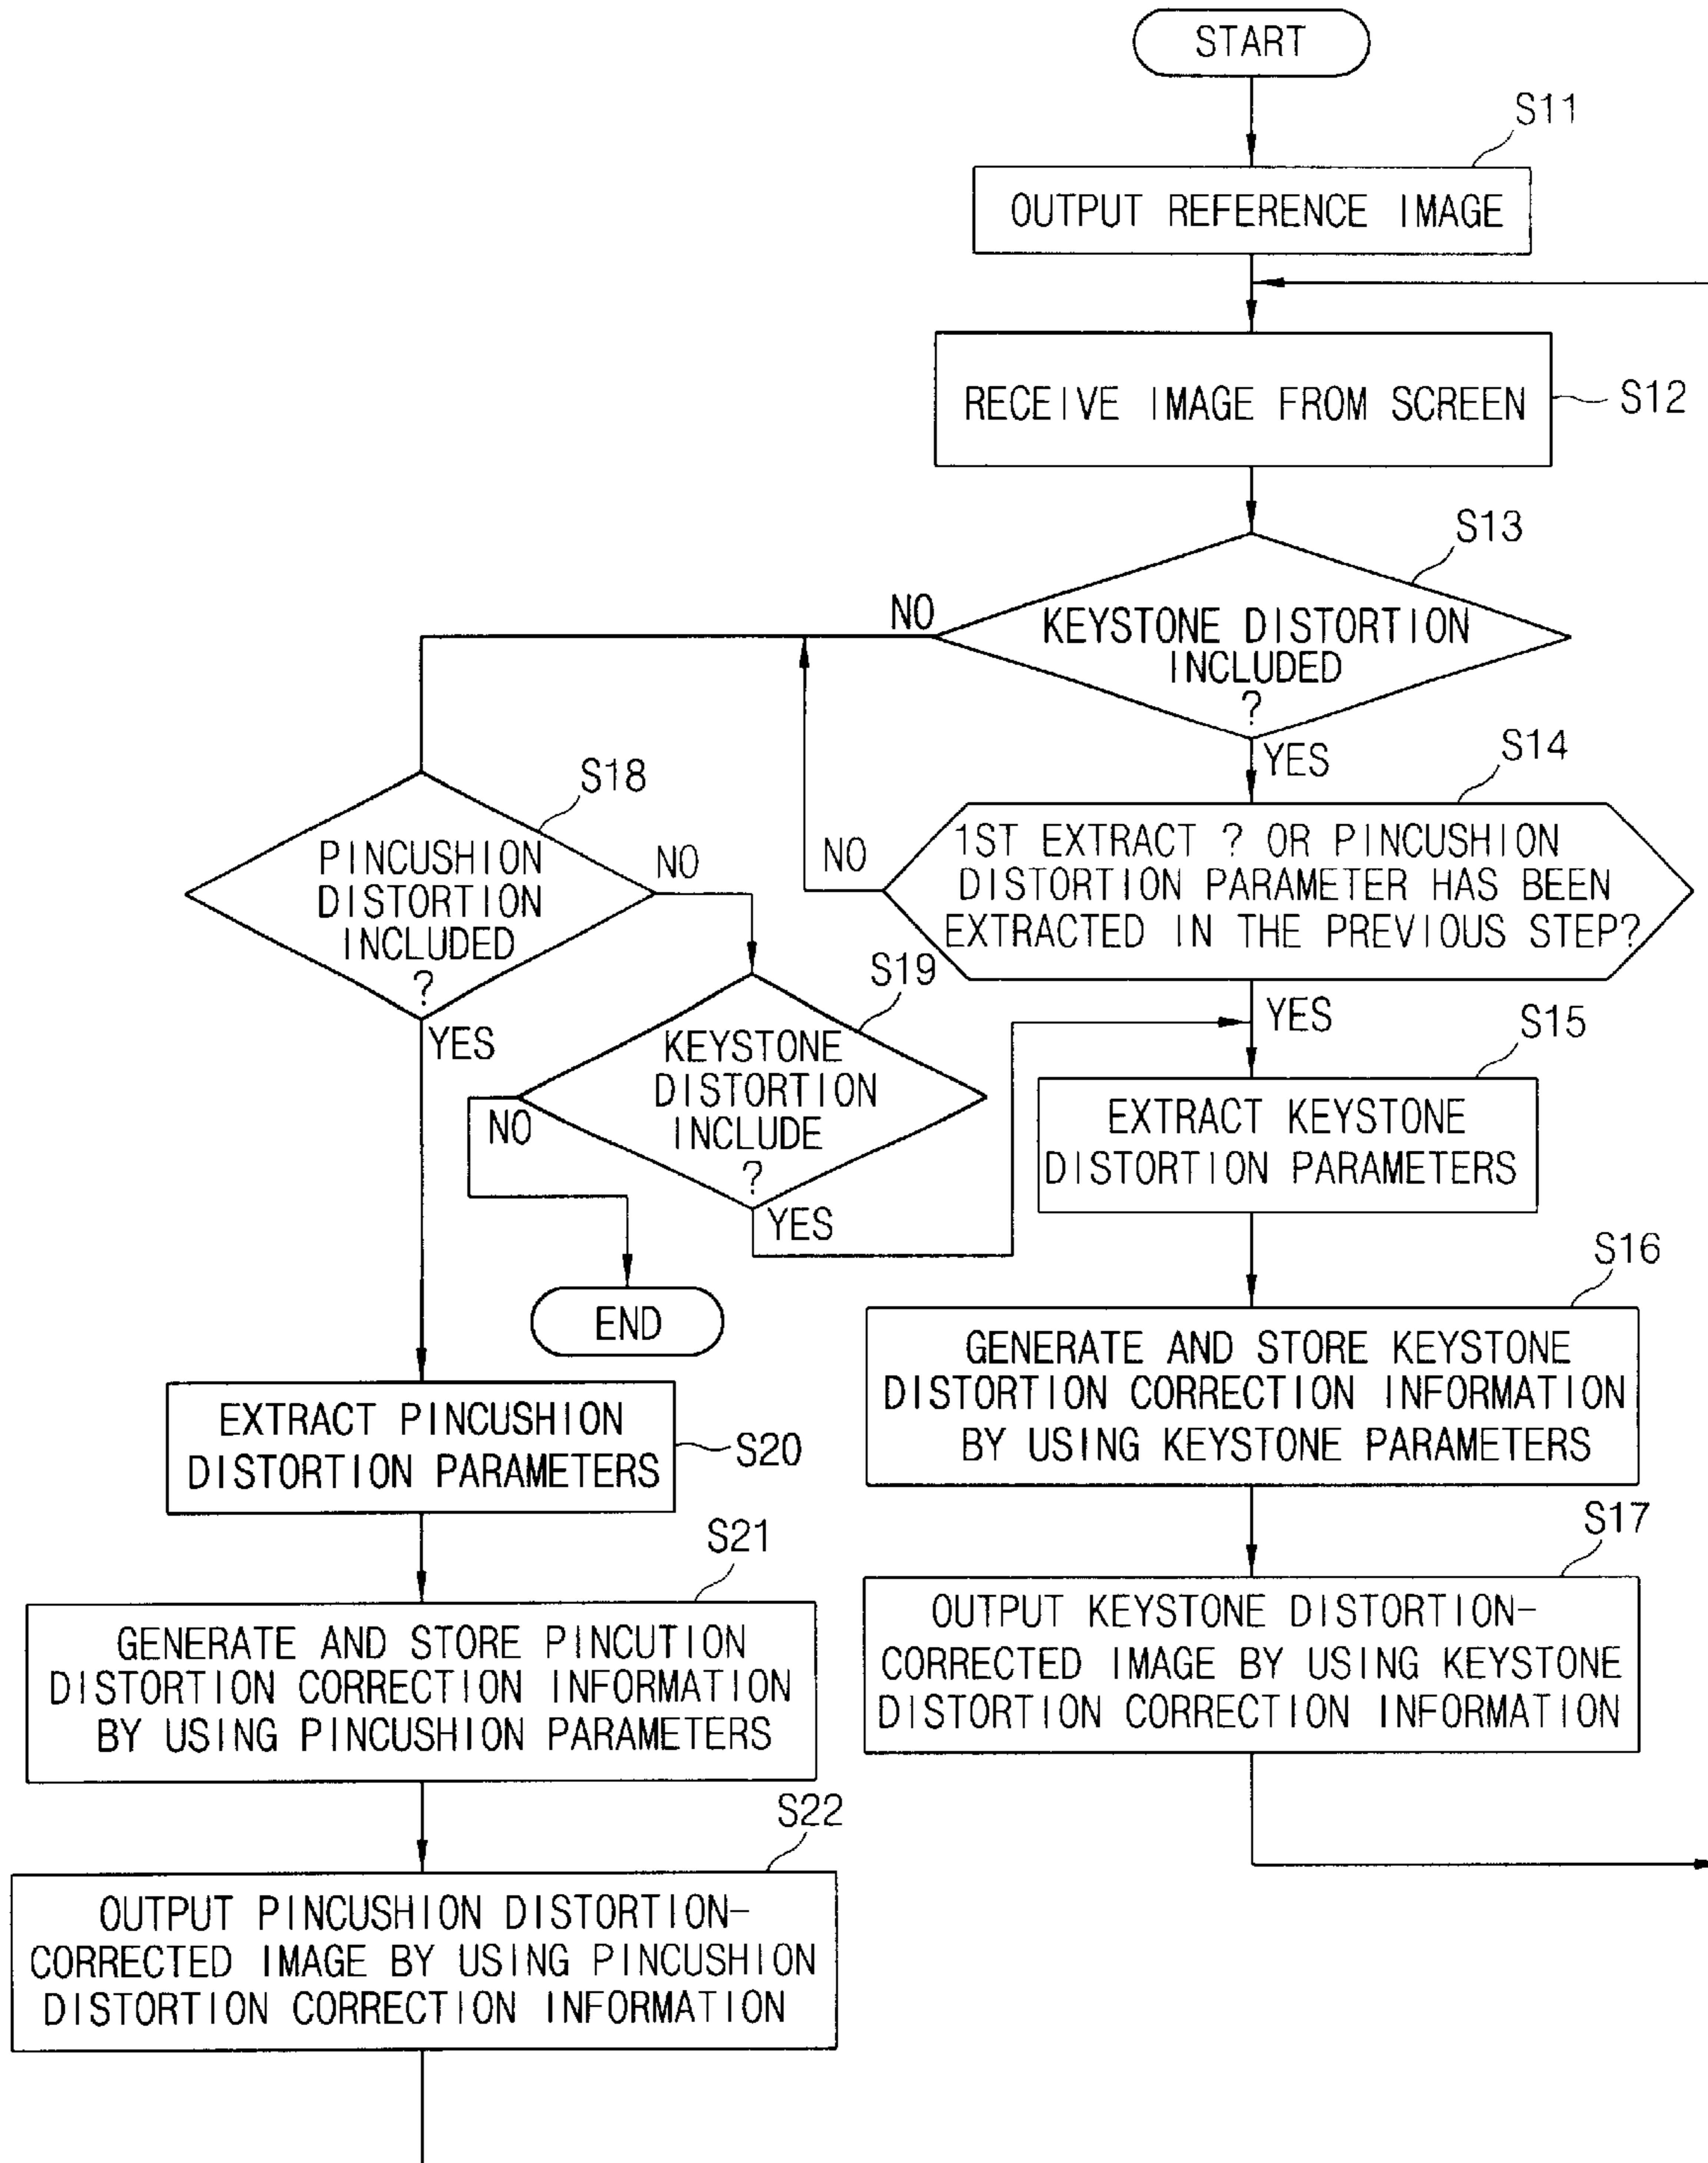 START
S11
OUTPUT REFERENCE IMAGE
RECEIVE IMAGE FROM SCREEN
S12
S13
KEYSTONE DISTORTION
INCLUDED
?
NO
YES
S14
1ST EXTRACT ? OR PINCUSHION
DISTORTION PARAMETER HAS BEEN
EXTRACTED IN THE PREVIOUS STEP?
NO
YES
S18
PINCUSHION
DISTORTION
INCLUDED
?
NO
YES
S19
KEYSTONE
DISTORTION
INCLUDE
?
NO
YES
END
S15
EXTRACT KEYSTONE
DISTORTION PARAMETERS
S16
GENERATE AND STORE KEYSTONE
DISTORTION CORRECTION INFORMATION
BY USING KEYSTONE PARAMETERS
S17
OUTPUT KEYSTONE DISTORTION-
CORRECTED IMAGE BY USING KEYSTONE
DISTORTION CORRECTION INFORMATION
EXTRACT PINCUSHION
DISTORTION PARAMETERS
S20
S21
GENERATE AND STORE PINCUTION
DISTORTION CORRECTION INFORMATION
BY USING PINCUSHION PARAMETERS
S22
OUTPUT PINCUSHION DISTORTION-
CORRECTED IMAGE BY USING PINCUSHION
DISTORTION CORRECTION INFORMATION